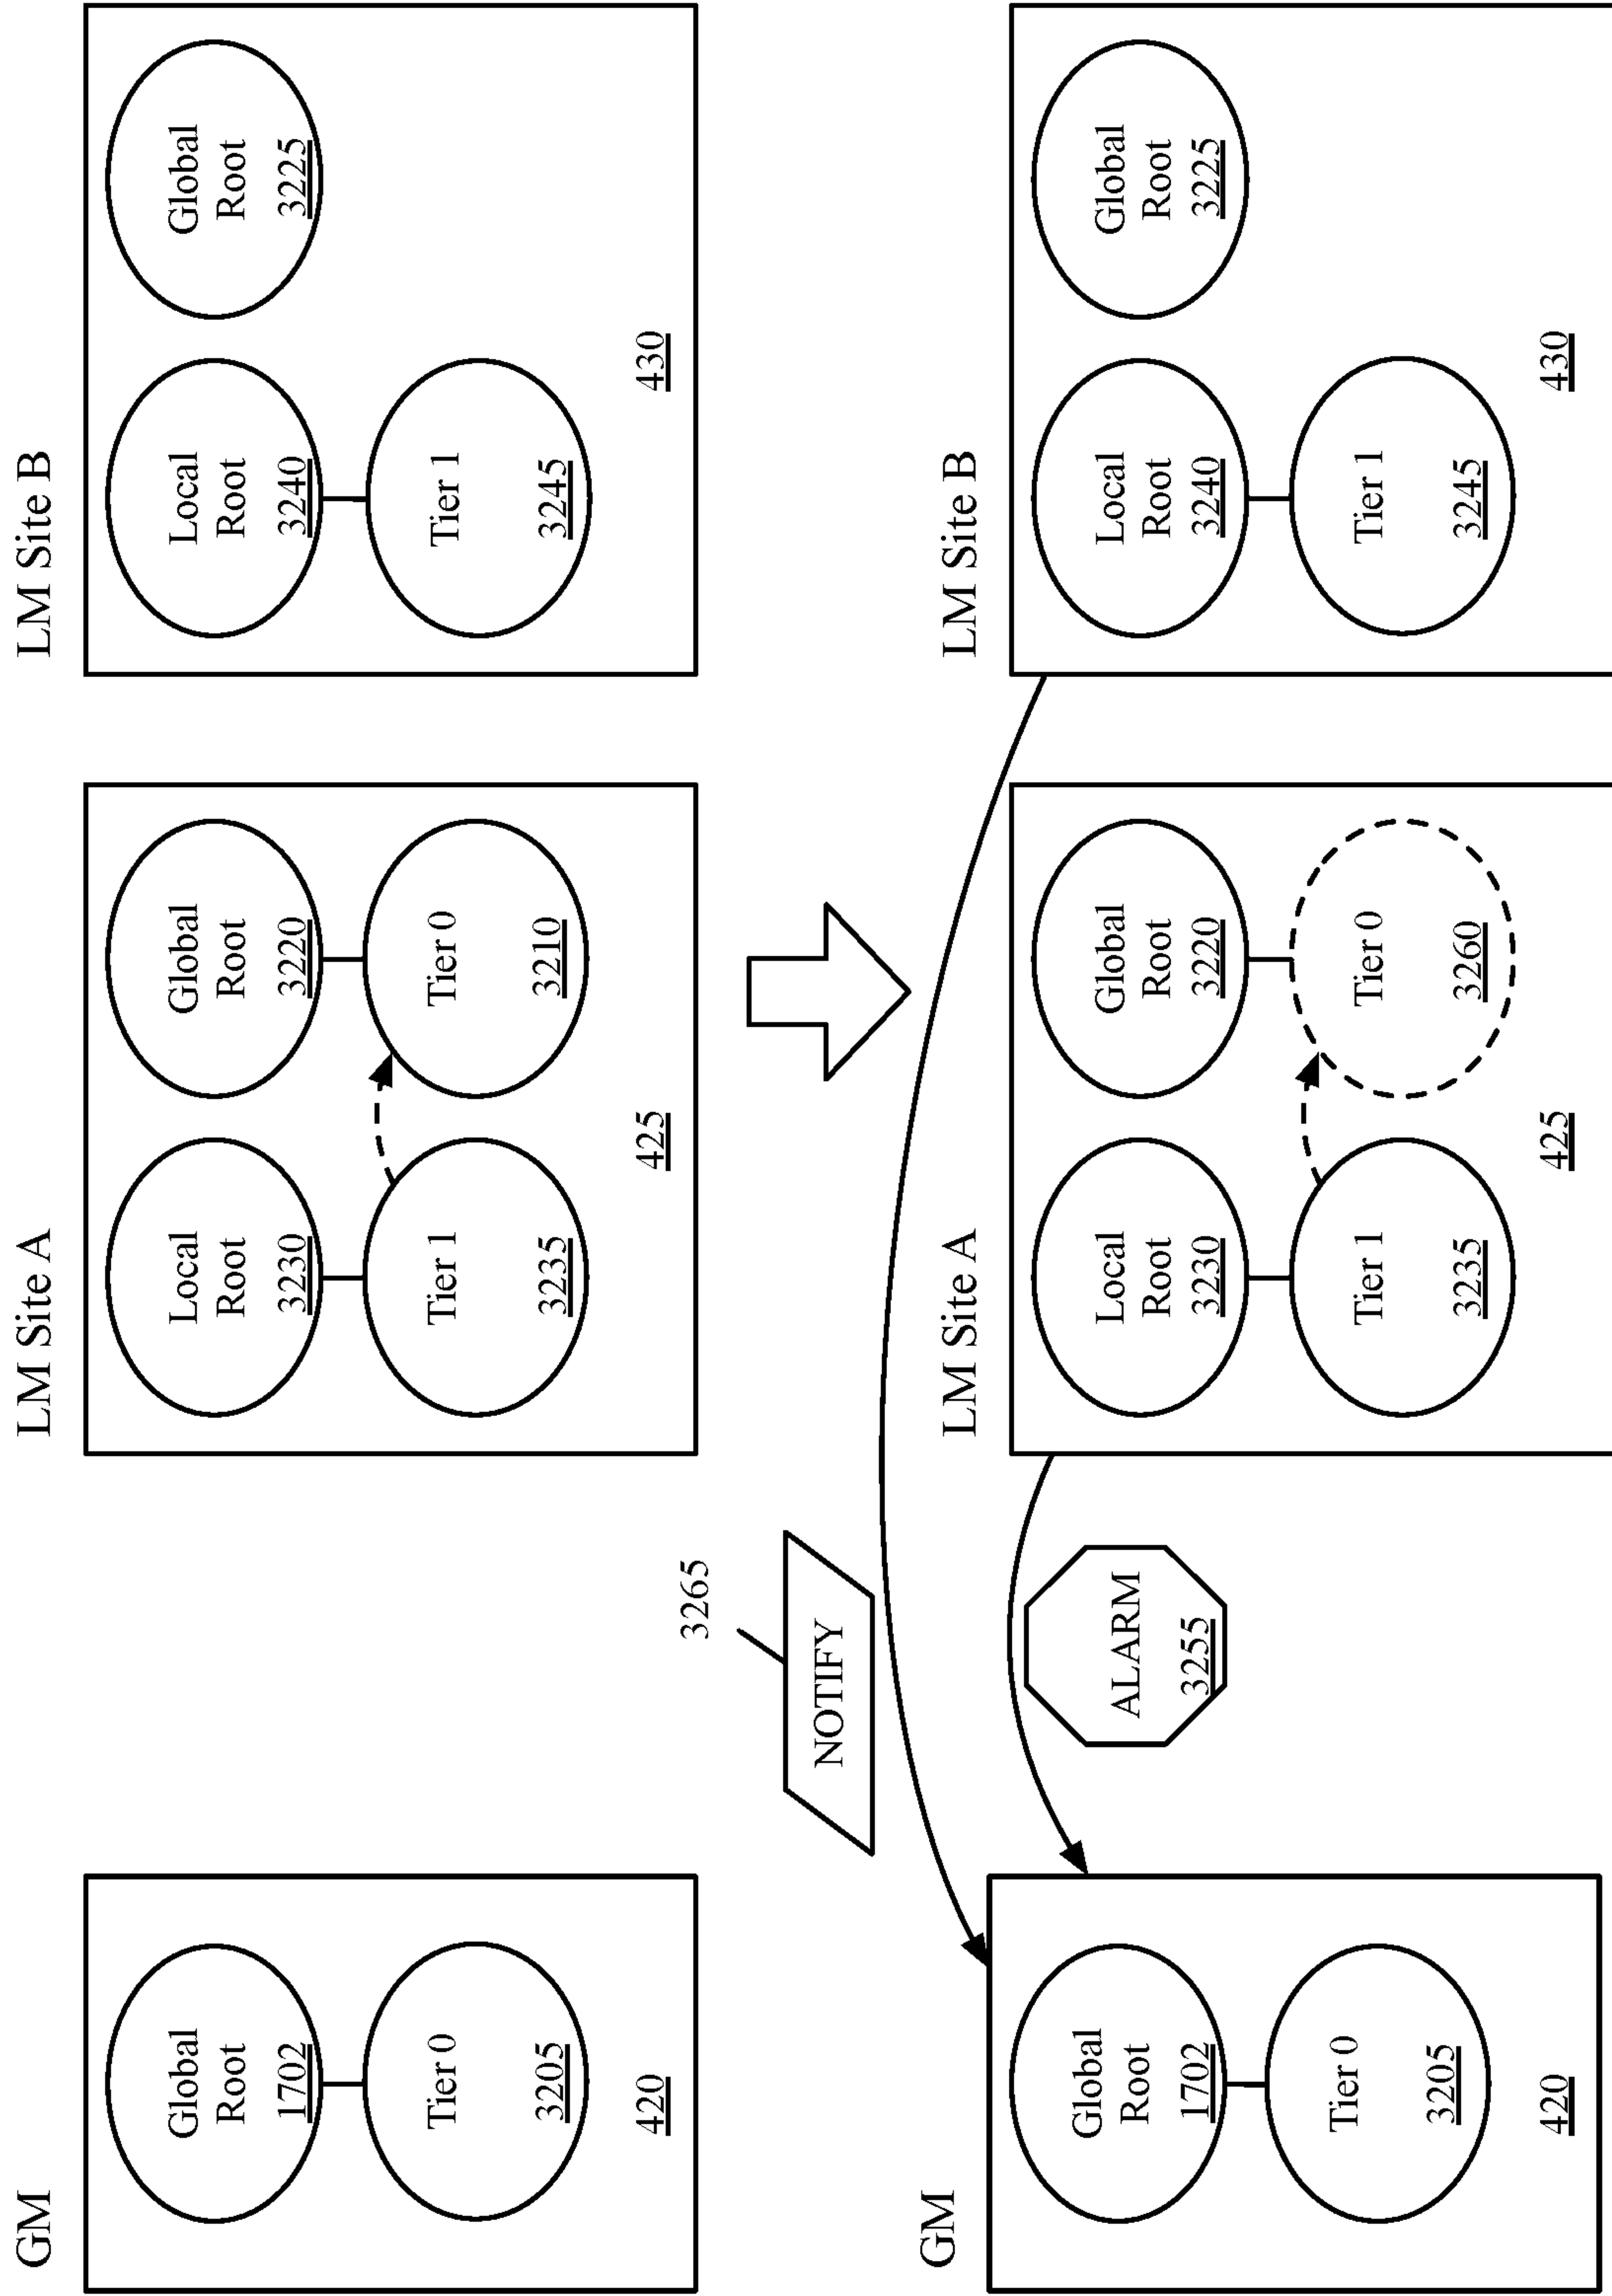 GM
Global
Root
1702
Tier 0
3205
420
LM Site A
Local
Root
3230
Global
Root
3220
Tier 1
3235
Tier 0
3210
425
LM Site B
Local
Root
3240
Global
Root
3225
Tier 1
3245
430
3265
NOTIFY
ALARM
3255
GM
Global
Root
1702
Tier 0
3205
420
LM Site A
Local
Root
3230
Global
Root
3220
Tier 1
3235
Tier 0
3260
425
LM Site B
Local
Root
3240
Global
Root
3225
Tier 1
3245
430